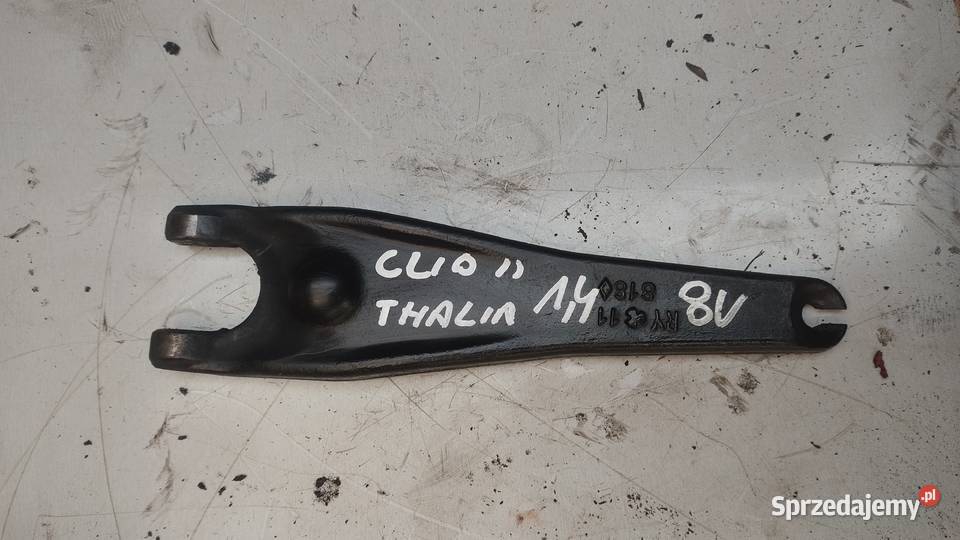 CLIO II
THALIA 1,4 8V
Sprzedajemy.pl